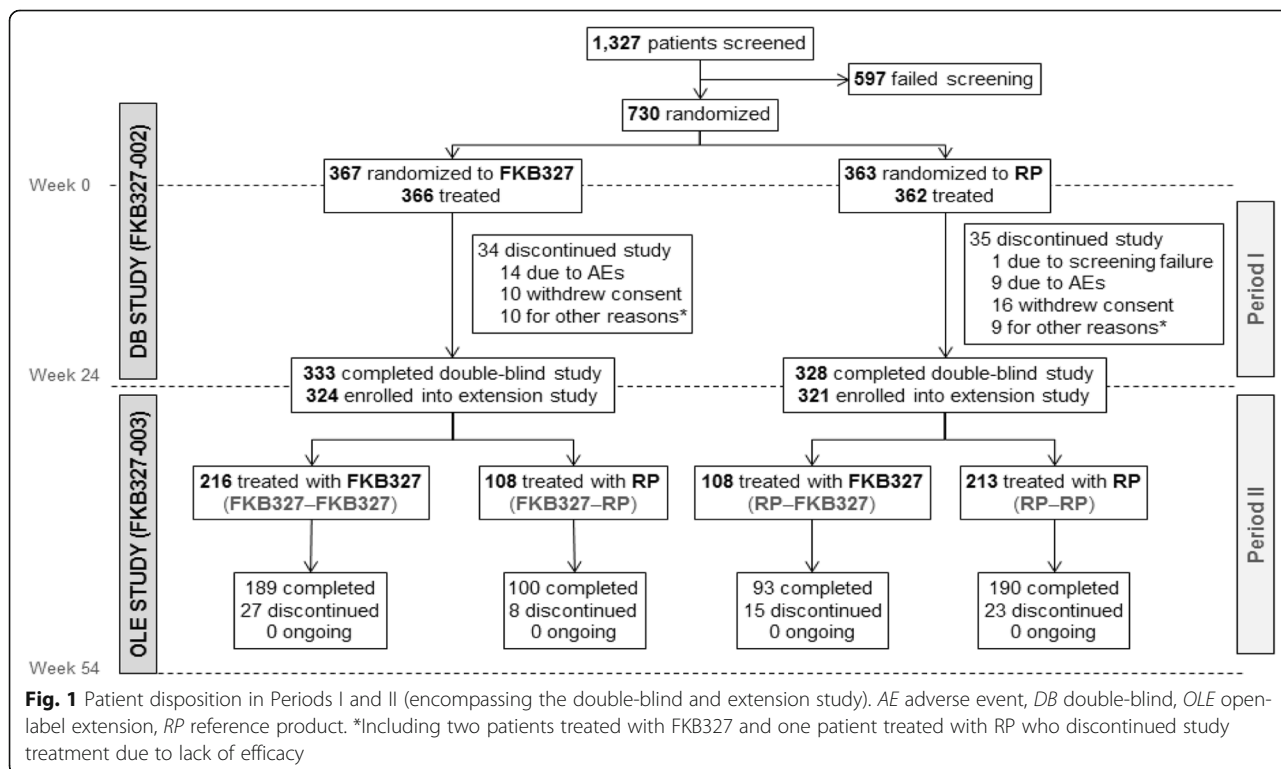 1,327 patients screened
597 failed screening
730 randomized
DB STUDY (FKB327-002)
Week 0
367 randomized to FKB327
366 treated
363 randomized to RP
362 treated
Period I
34 discontinued study
14 due to AEs
10 withdrew consent
10 for other reasons*
35 discontinued study
1 due to screening failure
9 due to AEs
16 withdrew consent
9 for other reasons*
Week 24
333 completed double-blind study
324 enrolled into extension study
328 completed double-blind study
321 enrolled into extension study
OLE STUDY (FKB327-003)
Period II
216 treated with FKB327
(FKB327–FKB327)
108 treated with RP
(FKB327–RP)
108 treated with FKB327
(RP–FKB327)
213 treated with RP
(RP–RP)
189 completed
27 discontinued
0 ongoing
100 completed
8 discontinued
0 ongoing
93 completed
15 discontinued
0 ongoing
190 completed
23 discontinued
0 ongoing
Week 54
Fig. 1 Patient disposition in Periods I and II (encompassing the double-blind and extension study). AE adverse event, DB double-blind, OLE open-
label extension, RP reference product. *Including two patients treated with FKB327 and one patient treated with RP who discontinued study
treatment due to lack of efficacy